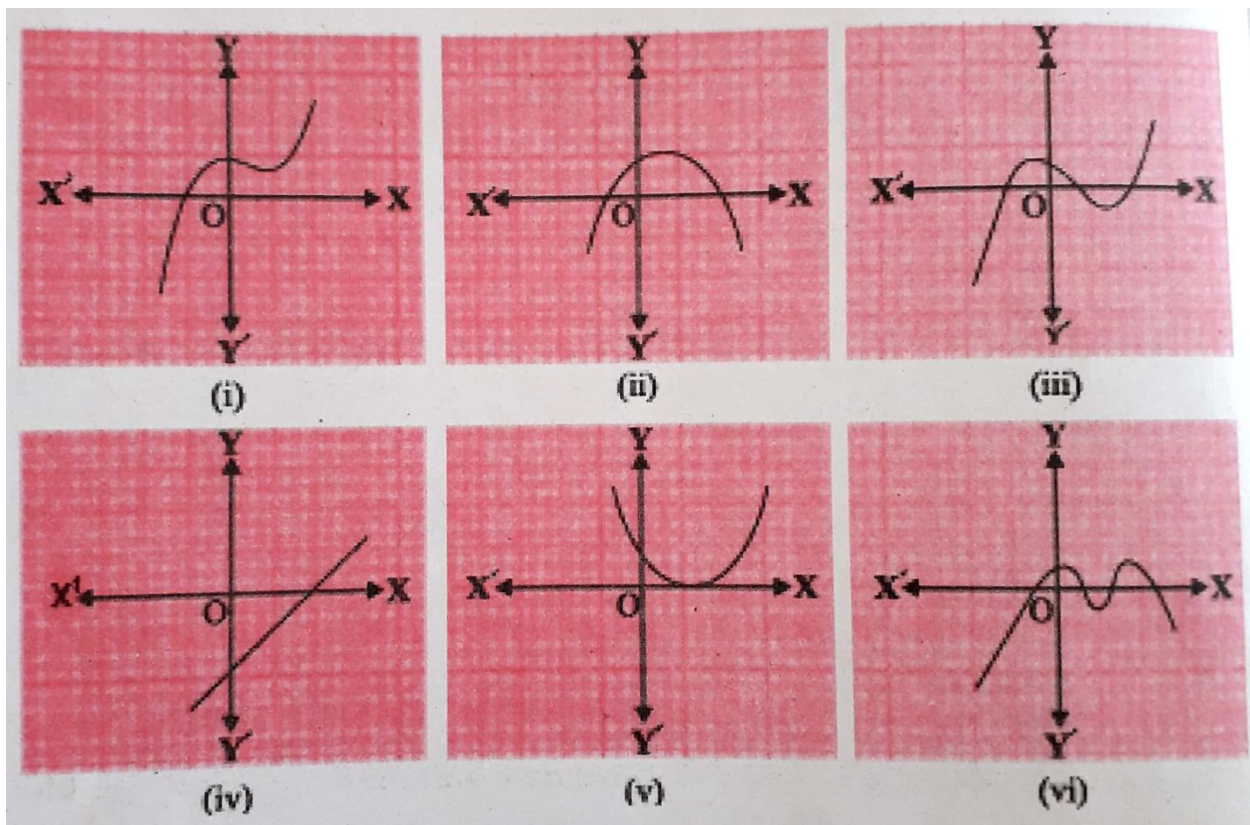 Y Y Y
X′ X X′ X X′ X
O O O
Y′ Y′ Y′
(i) (ii) (iii)
Y Y Y
X′ X X′ X X′ X
O O O
Y′ Y′ Y′
(iv) (v) (vi)